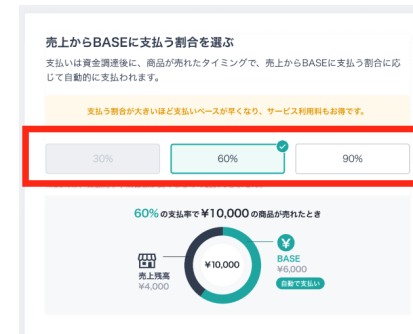 売上からBASEに支払う割合を選ぶ
支払いは資金調達後に、商品が売れたタイミングで、売上からBASEに支払う割合に応
じて自動的に支払われます。
支払う割合が大きいほど支払いペースが早くなり、サービス利用料もお得です。
30%
60%
90%
60%の支払率で¥10,000の商品が売れたとき
¥10,000
売上残高
¥4,000
BASE
¥6,000
自動で支払い